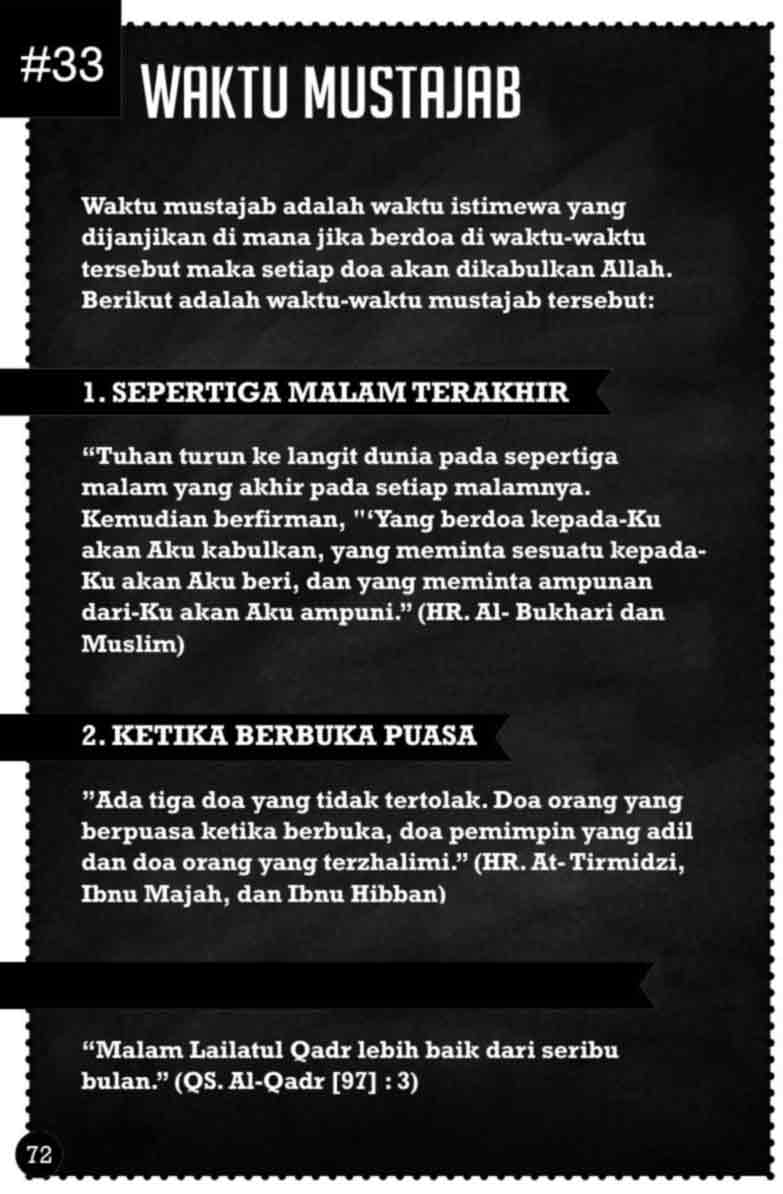 #33
WAKTU MUSTAJAB
Waktu mustajab adalah waktu istimewa yang
dijanjikan di mana jika berdoa di waktu-waktu
tersebut maka setiap doa akan dikabulkan Allah.
Berikut adalah waktu-waktu mustajab tersebut:
1. SEPERTIGA MALAM TERAKHIR
“Tuhan turun ke langit dunia pada sepertiga
malam yang akhir pada setiap malamnya.
Kemudian berfirman, "‘Yang berdoa kepada-Ku
akan Aku kabulkan, yang meminta sesuatu kepada-
Ku akan Aku beri, dan yang meminta ampunan
dari-Ku akan Aku ampuni.” (HR. Al- Bukhari dan
Muslim)
2. KETIKA BERBUKA PUASA
”Ada tiga doa yang tidak tertolak. Doa orang yang
berpuasa ketika berbuka, doa pemimpin yang adil
dan doa orang yang terzhalimi.” (HR. At- Tirmidzi,
Ibnu Majah, dan Ibnu Hibban)
“Malam Lailatul Qadr lebih baik dari seribu
bulan.” (QS. Al-Qadr [97] : 3)
72